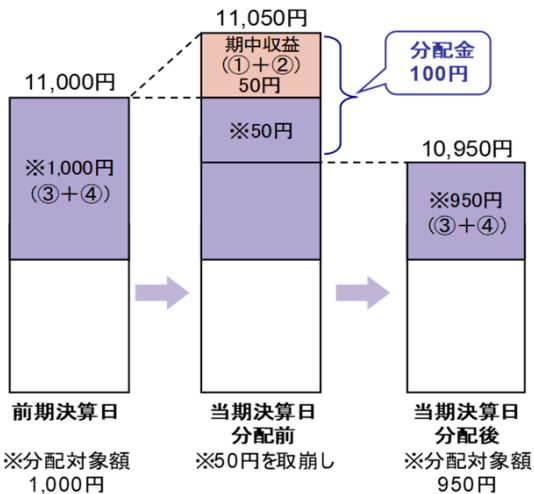 11,050円
期中収益
(①+②)
50円
分配金
100円
11,000円
※50円
10,950円
※1,000円
(③+④)
※950円
(③+④)
前期決算日
当期決算日
分配前
当期決算日
分配後
※分配対象額
1,000円
※50円を取崩し
※分配対象額
950円